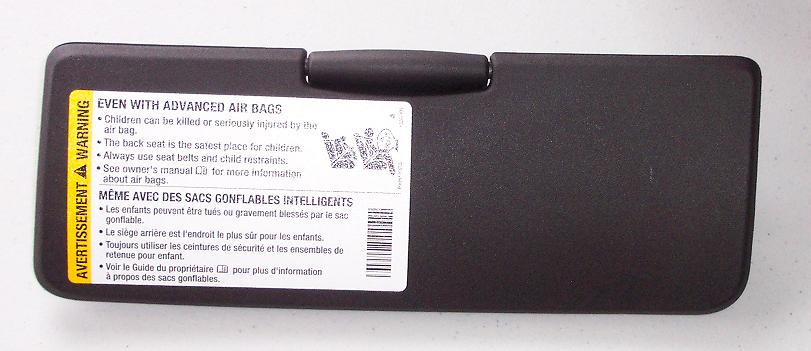 AVERTISSEMENT WARNING
EVEN WITH ADVANCED AIR BAGS
• Children can be killed or seriously injured by the
air bag.
• The back seat is the safest place for children.
• Always use seat belts and child restraints.
• See owner's manual for more information
about air bags.
MÊME AVEC DES SACS GONFLABLES INTELLIGENTS
• Les enfants peuvent être tués ou gravement blessés par le sac
gonflable.
• Le siège arrière est l'endroit le plus sûr pour les enfants.
• Toujours utiliser les ceintures de sécurité et les ensembles de
retenue pour enfant.
• Voir le Guide du propriétaire pour plus d'information
à propos des sacs gonflables.